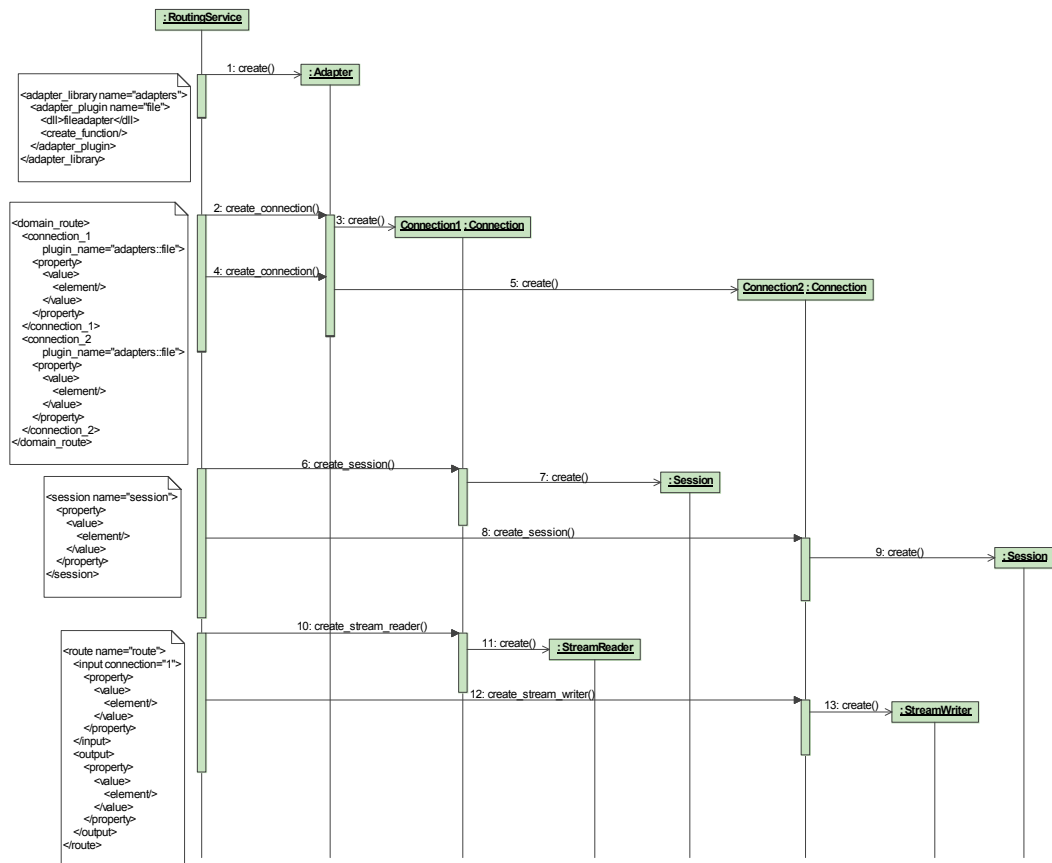 : RoutingService
1: create()
: Adapter
<adapter_library name="adapters">
<adapter_plugin name="file">
<dll>fileadapter</dll>
<create_function/>
</adapter_plugin>
</adapter_library>
2: create_connection()
3: create()
Connection1 : Connection
<domain_route>
<connection_1
plugin_name="adapters::file">
<property>
<value>
<element/>
</value>
</property>
</connection_1>
<connection_2
plugin_name="adapters::file">
<property>
<value>
<element/>
</value>
</property>
</connection_2>
</domain_route>
4: create_connection()
5: create()
Connection2 : Connection
6: create_session()
7: create()
: Session
<session name="session">
<property>
<value>
<element/>
</value>
</property>
</session>
8: create_session()
9: create()
: Session
10: create_stream_reader()
11: create()
: StreamReader
<route name="route">
<input connection="1">
<property>
<value>
<element/>
</value>
</property>
</input>
<output>
<property>
<value>
<element/>
</value>
</property>
</output>
</route>
12: create_stream_writer()
13: create()
: StreamWriter